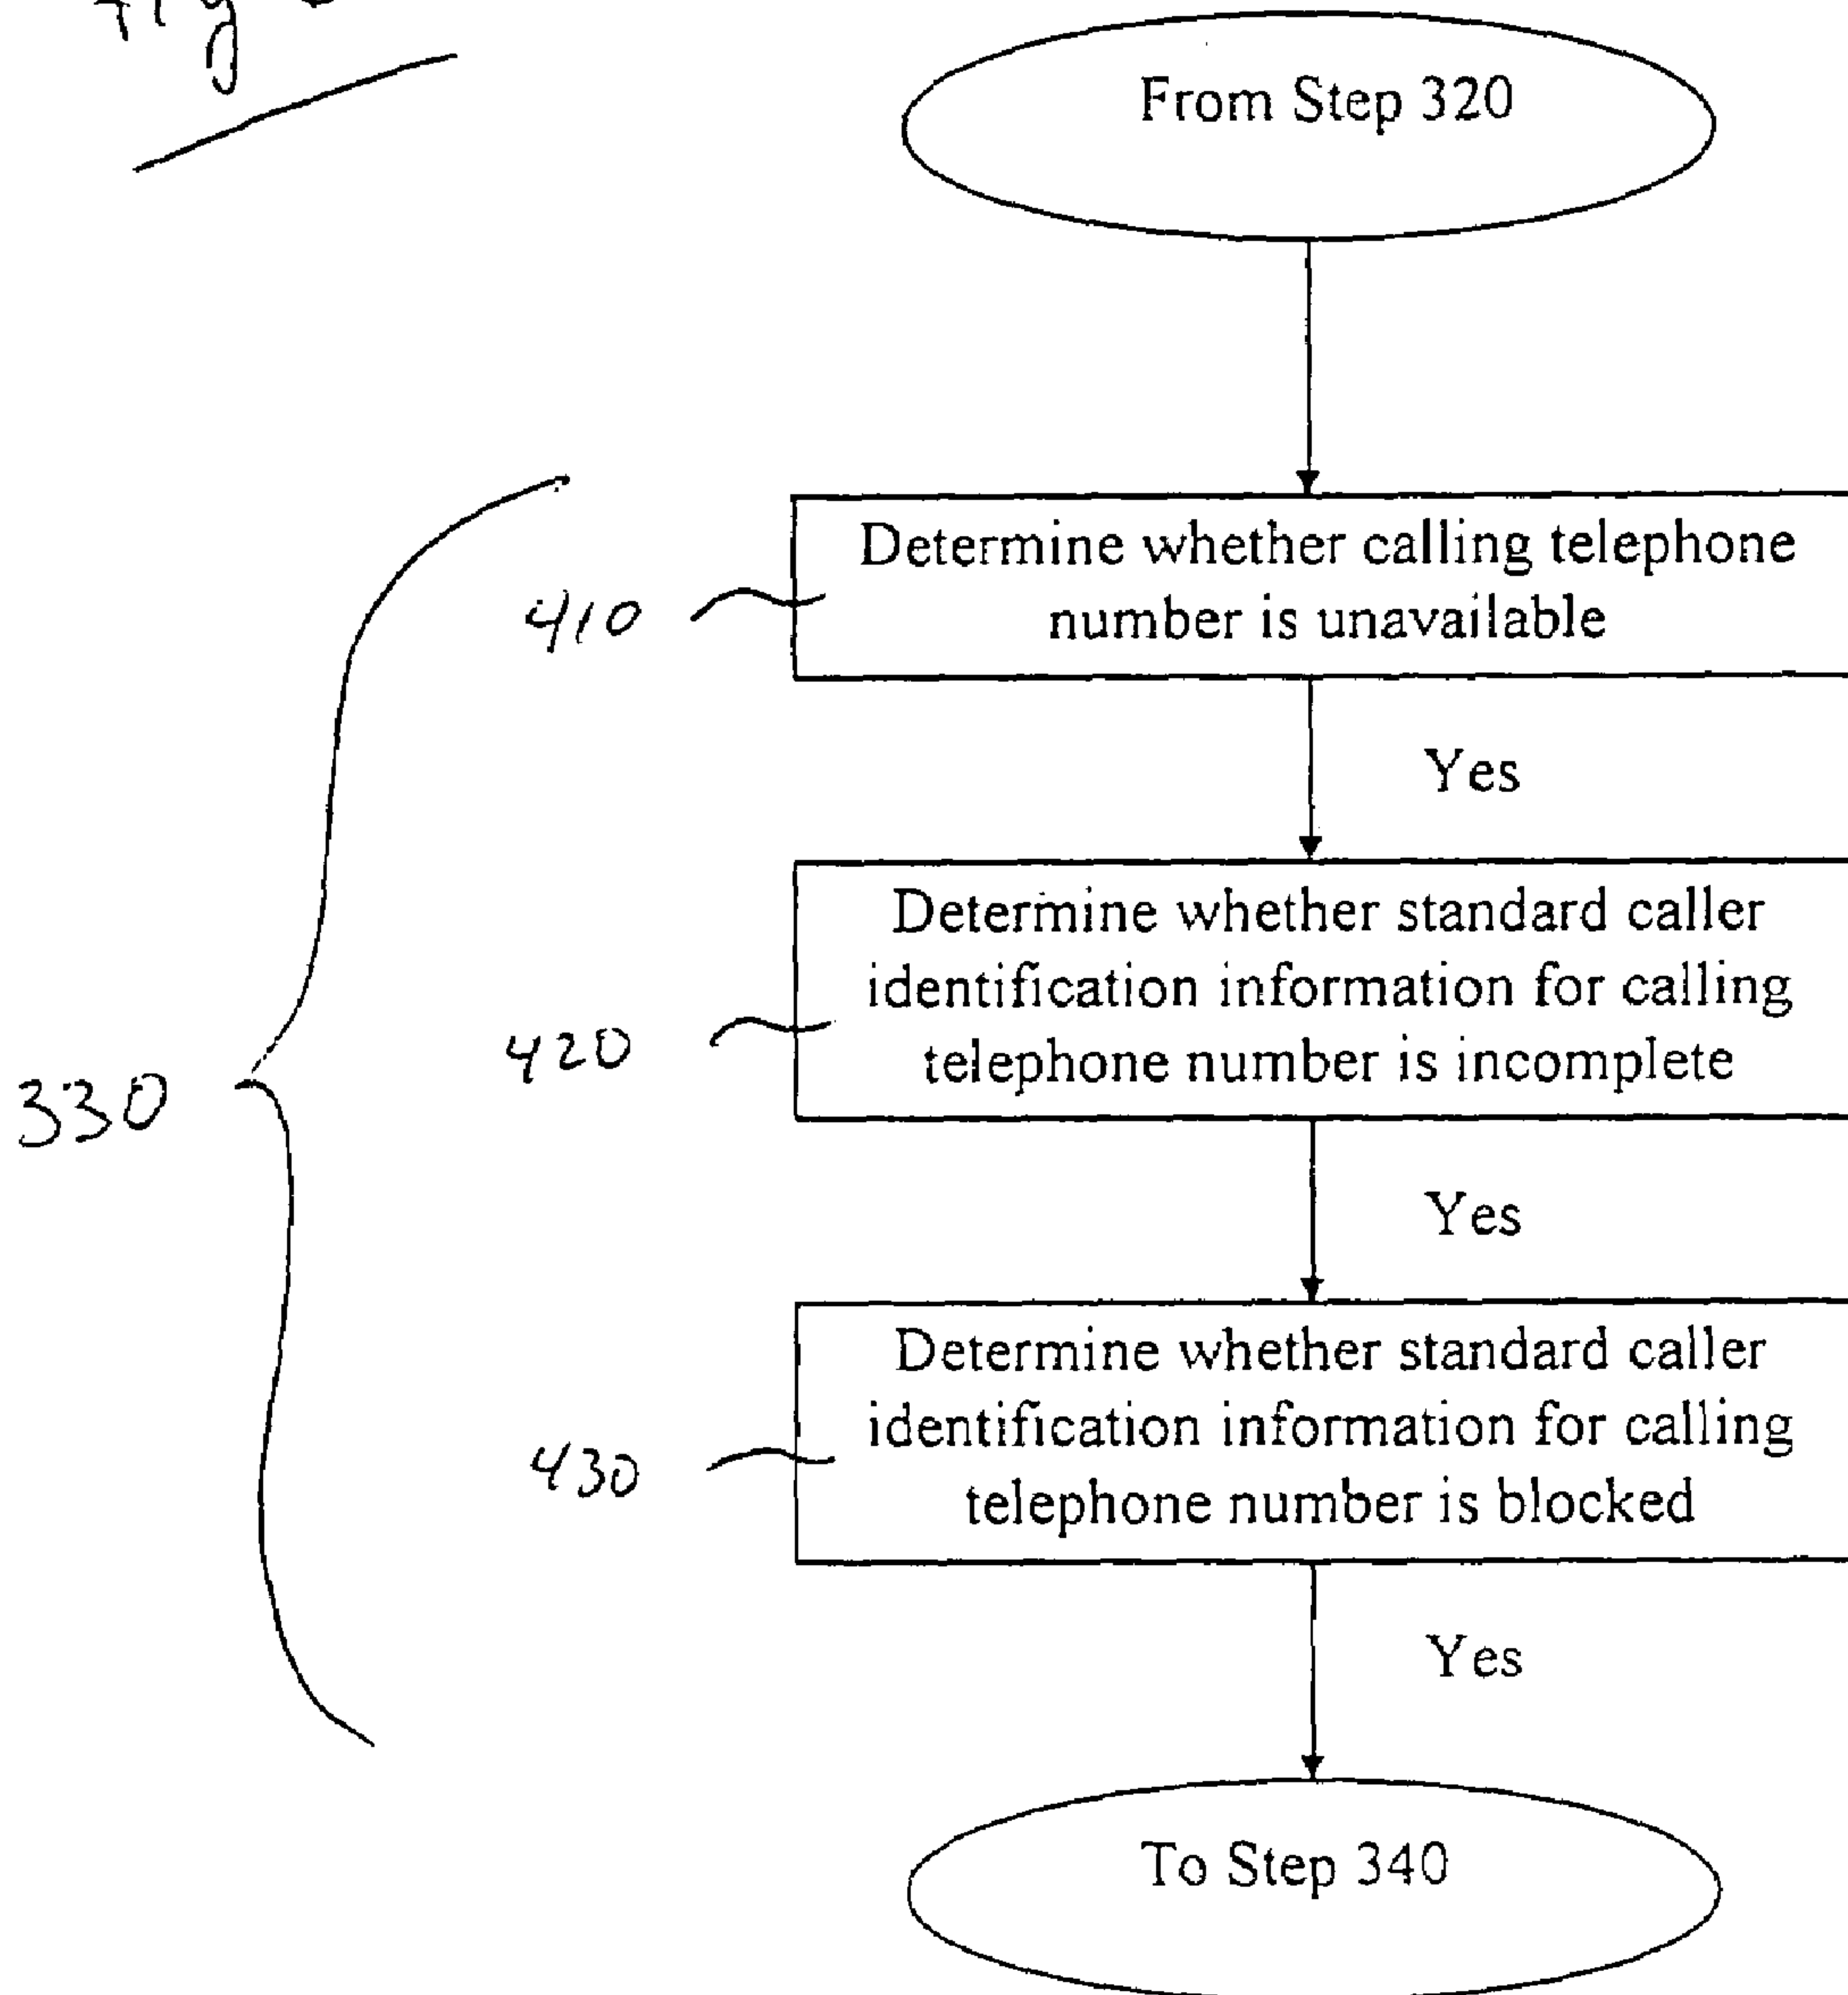 Fig
From Step 320
Determine whether calling telephone
number is unavailable
410
Yes
Determine whether standard caller
identification information for calling
telephone number is incomplete
420
330
Yes
Determine whether standard caller
identification information for calling
telephone number is blocked
430
Yes
To Step 340